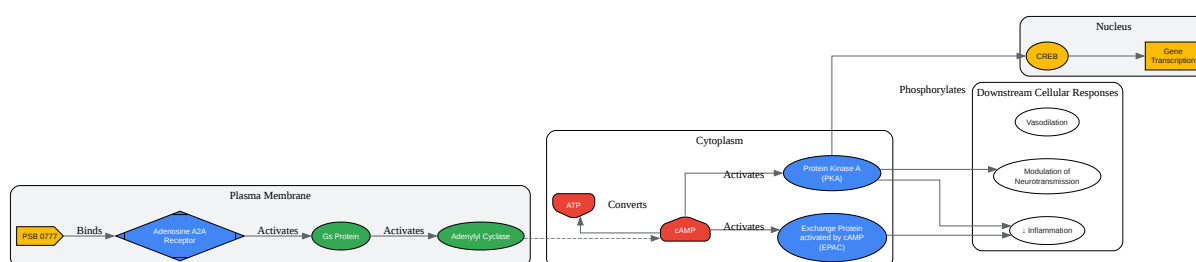 Nucleus
CREB
Gene
Transcription
Phosphorylates
Downstream Cellular Responses
Vasodilation
Modulation of
Neurotransmission
↓ Inflammation
Cytoplasm
Protein Kinase A
(PKA)
Activates
ATP
Converts
cAMP
Activates
Exchange Protein
activated by cAMP
(EPAC)
Plasma Membrane
PSB 0777
Binds
Adenosine A2A
Receptor
Activates
Gs Protein
Activates
Adenylyl Cyclase